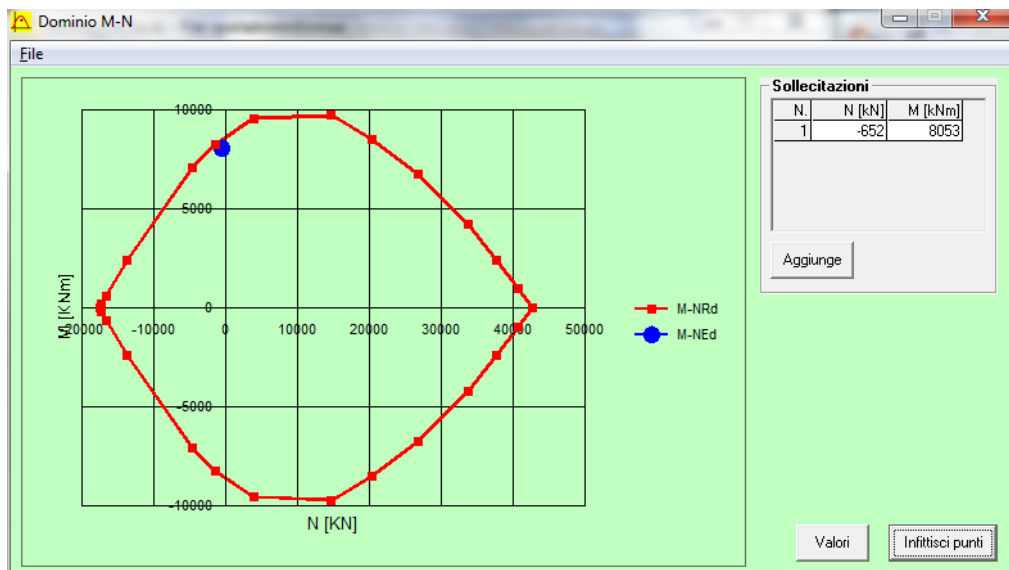 Dominio M-N
File
Sollecitazioni
N. N [kN] M [kNm]
1 -652 8053
Aggiunge
10000
5000
0
-5000
-10000
M [KNm]
20000 -10000 0 10000 20000 30000 40000 50000
N [KN]
M-NRd
M-NEd
Valori
Infittisci punti